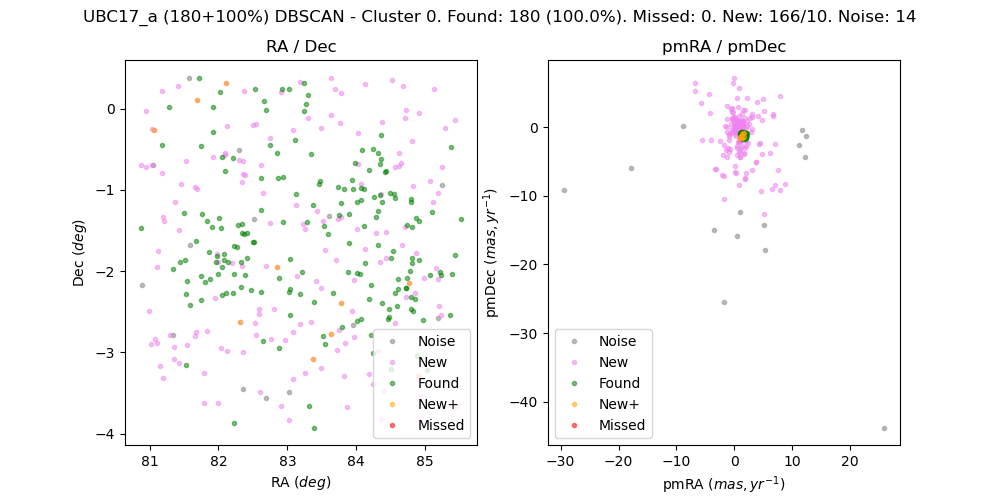 UBC17_a (180+100%) DBSCAN - Cluster 0. Found: 180 (100.0%). Missed: 0. New: 166/10. Noise: 14
RA / Dec
pmRA / pmDec
Dec (deg)
0
−1
−2
−3
−4
81 82 83 84 85
RA (deg)
Noise
New
Found
New+
Missed
pmDec (mas, yr⁻¹)
0
−10
−20
−30
−40
−30 −20 −10 0 10 20
pmRA (mas, yr⁻¹)
Noise
New
Found
New+
Missed